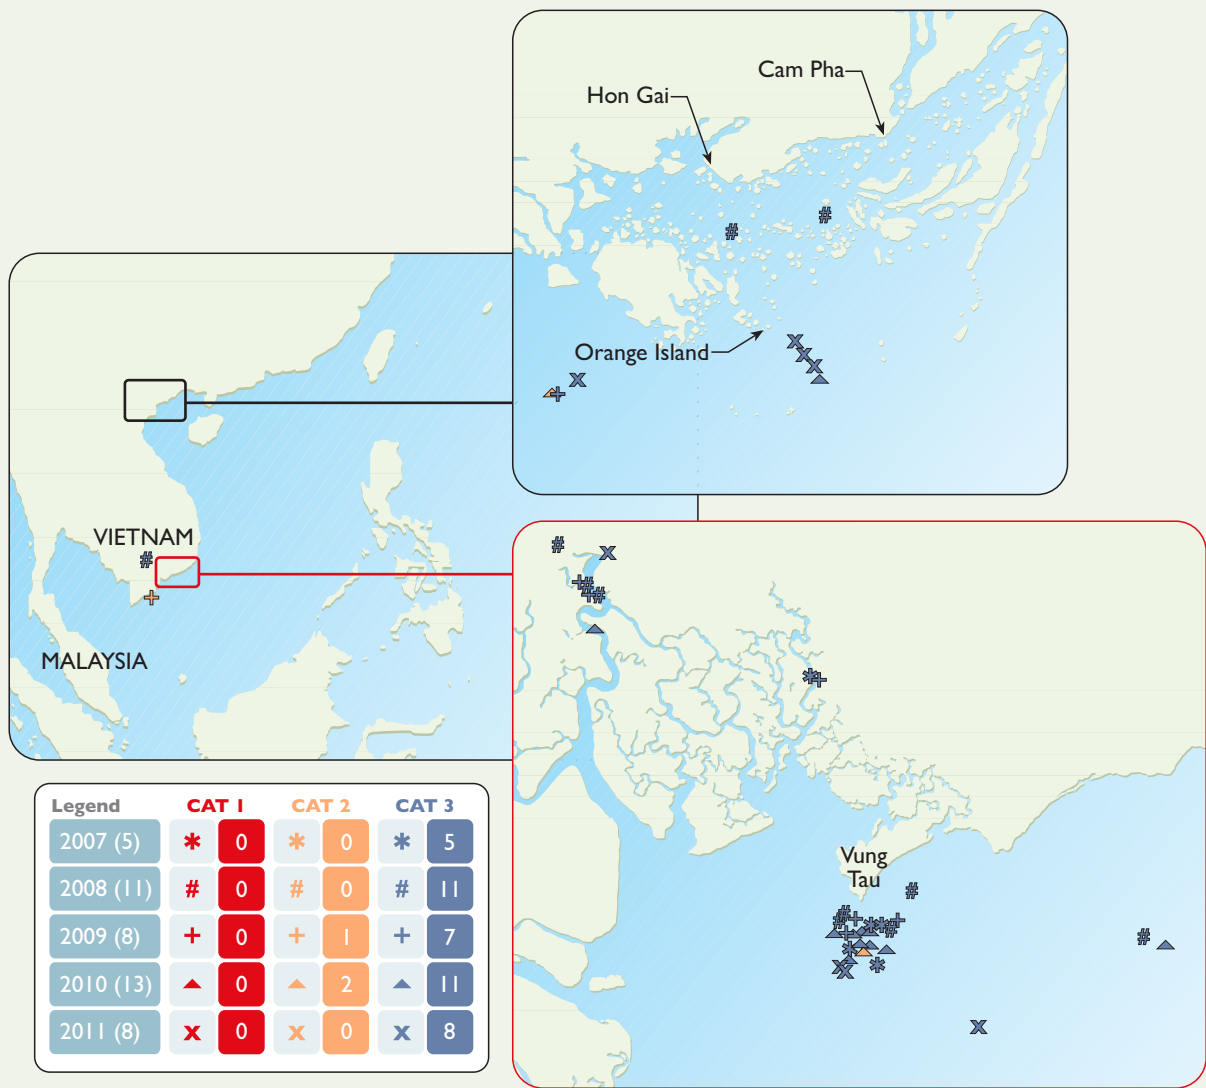 Cam Pha
Hon Gai
Orange Island
VIETNAM
MALAYSIA
Vung
Tau
Legend CAT 1 CAT 2 CAT 3
2007 (5) * 0 * 0 * 5
2008 (11) # 0 # 0 # 11
2009 (8) + 0 + 1 + 7
2010 (13) ▲ 0 ▲ 2 ▲ 11
2011 (8) x 0 x 0 x 8